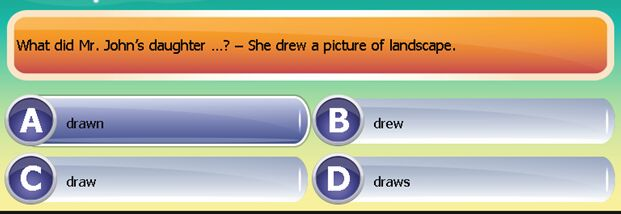 What did Mr. John's daughter ...? – She drew a picture of landscape.
A drawn
B drew
C draw
D draws